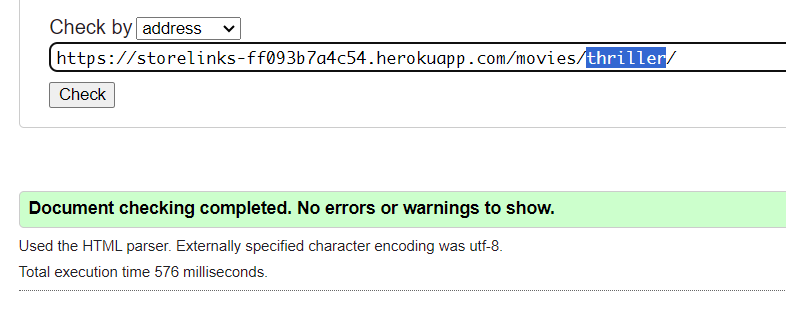 Check by address
https://storelinks-ff093b7a4c54.herokuapp.com/movies/thriller/
Check
Document checking completed. No errors or warnings to show.
Used the HTML parser. Externally specified character encoding was utf-8.
Total execution time 576 milliseconds.